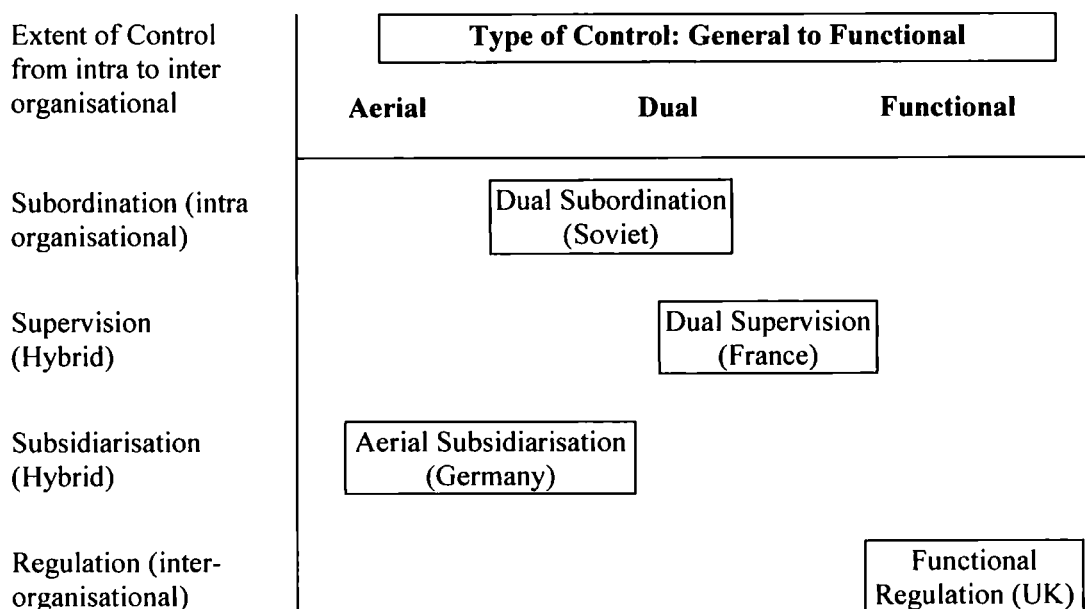 Extent of Control
from intra to inter
organisational
Type of Control: General to Functional
Aerial Dual Functional
Subordination (intra
organisational)
Dual Subordination
(Soviet)
Supervision
(Hybrid)
Dual Supervision
(France)
Subsidiarisation
(Hybrid)
Aerial Subsidiarisation
(Germany)
Regulation (inter-
organisational)
Functional
Regulation (UK)